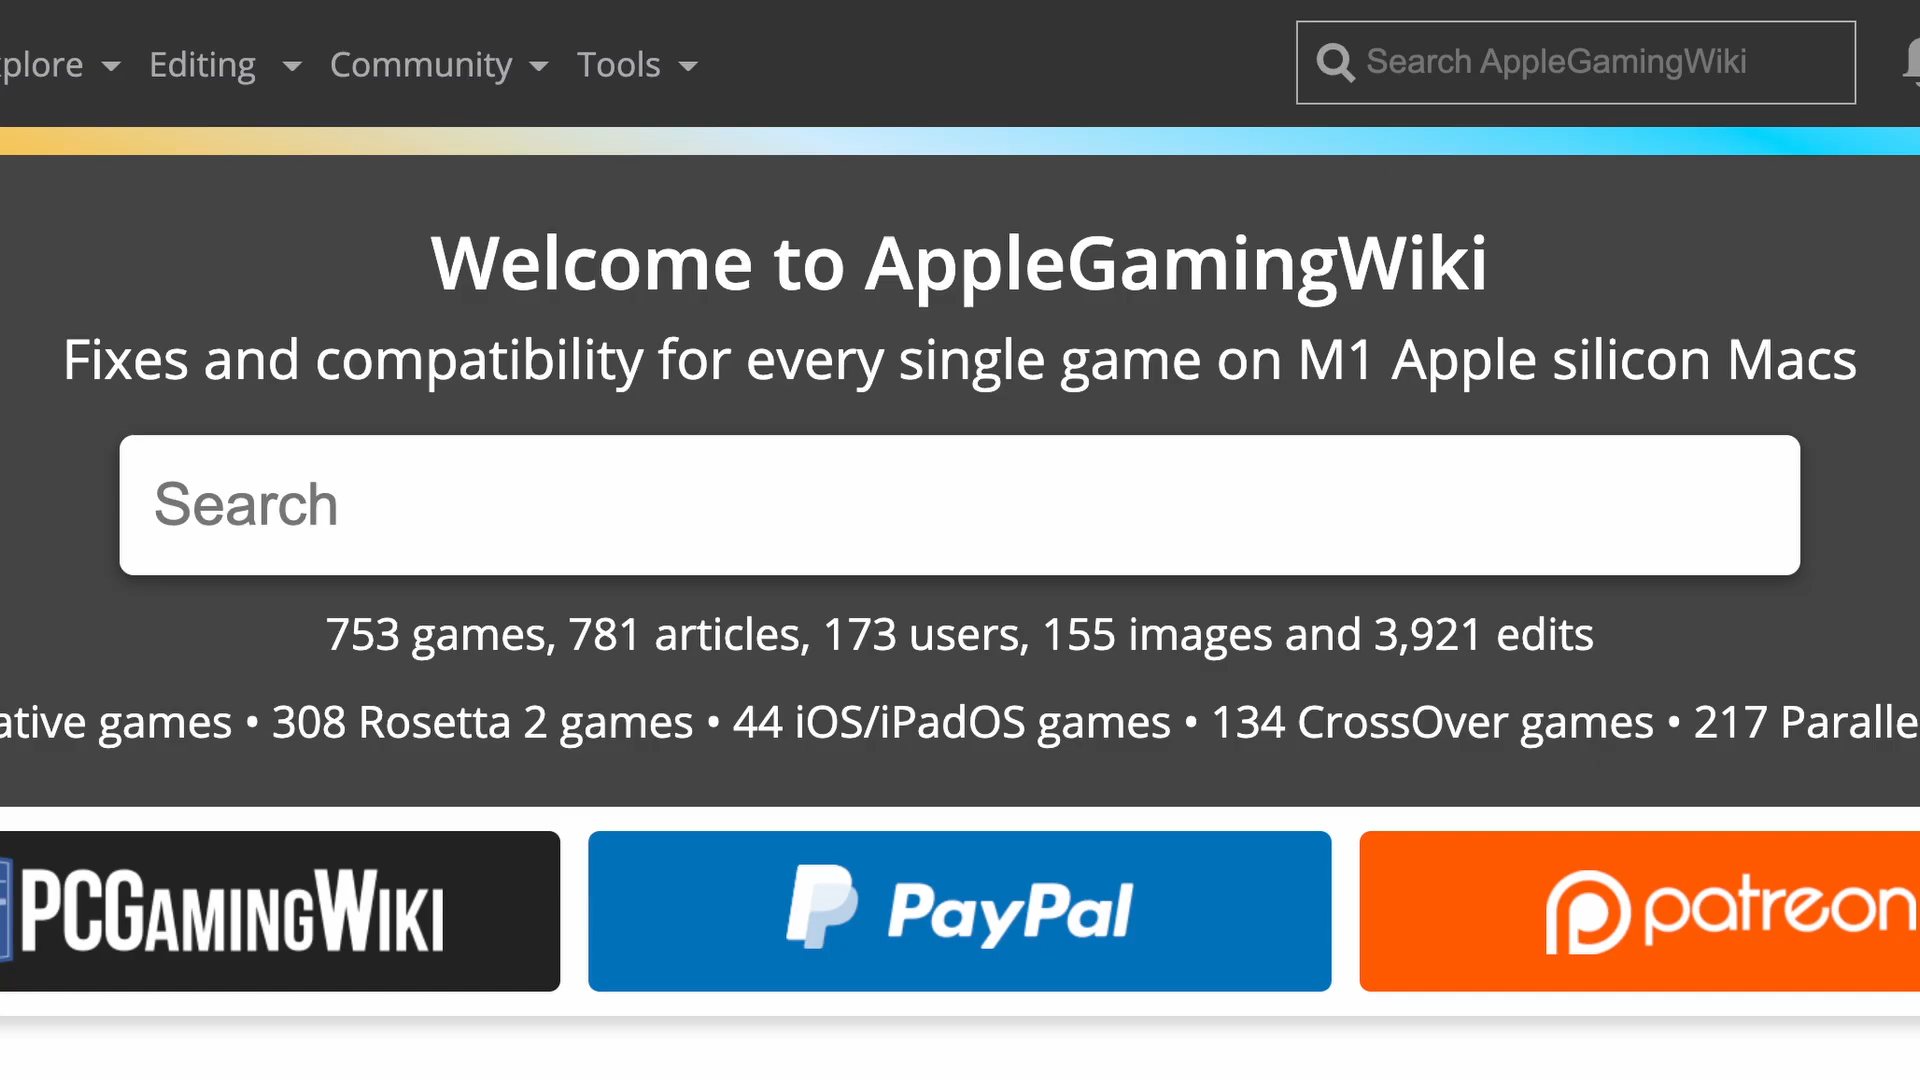 plore Editing Community Tools Search AppleGamingWiki
Welcome to AppleGamingWiki
Fixes and compatibility for every single game on M1 Apple silicon Macs
Search
753 games, 781 articles, 173 users, 155 images and 3,921 edits
ative games • 308 Rosetta 2 games • 44 iOS/iPadOS games • 134 CrossOver games • 217 Paralle
PCGAMINGWIKI PayPal patreon